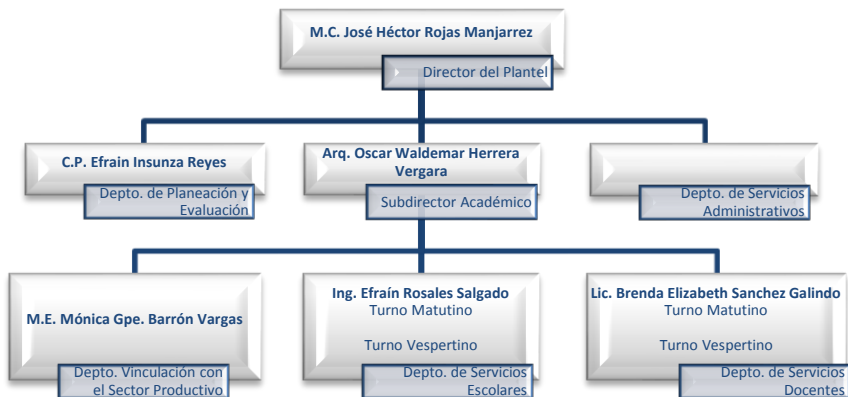 M.C. José Héctor Rojas Manjarrez
Director del Plantel
C.P. Efrain Insunza Reyes
Depto. de Planeación y
Evaluación
Arq. Oscar Waldemar Herrera
Vergara
Subdirector Académico
Depto. de Servicios
Administrativos
M.E. Mónica Gpe. Barrón Vargas
Depto. Vinculación con
el Sector Productivo
Ing. Efraín Rosales Salgado
Turno Matutino
Turno Vespertino
Depto. de Servicios
Escolares
Lic. Brenda Elizabeth Sanchez Galindo
Turno Matutino
Turno Vespertino
Depto. de Servicios
Docentes